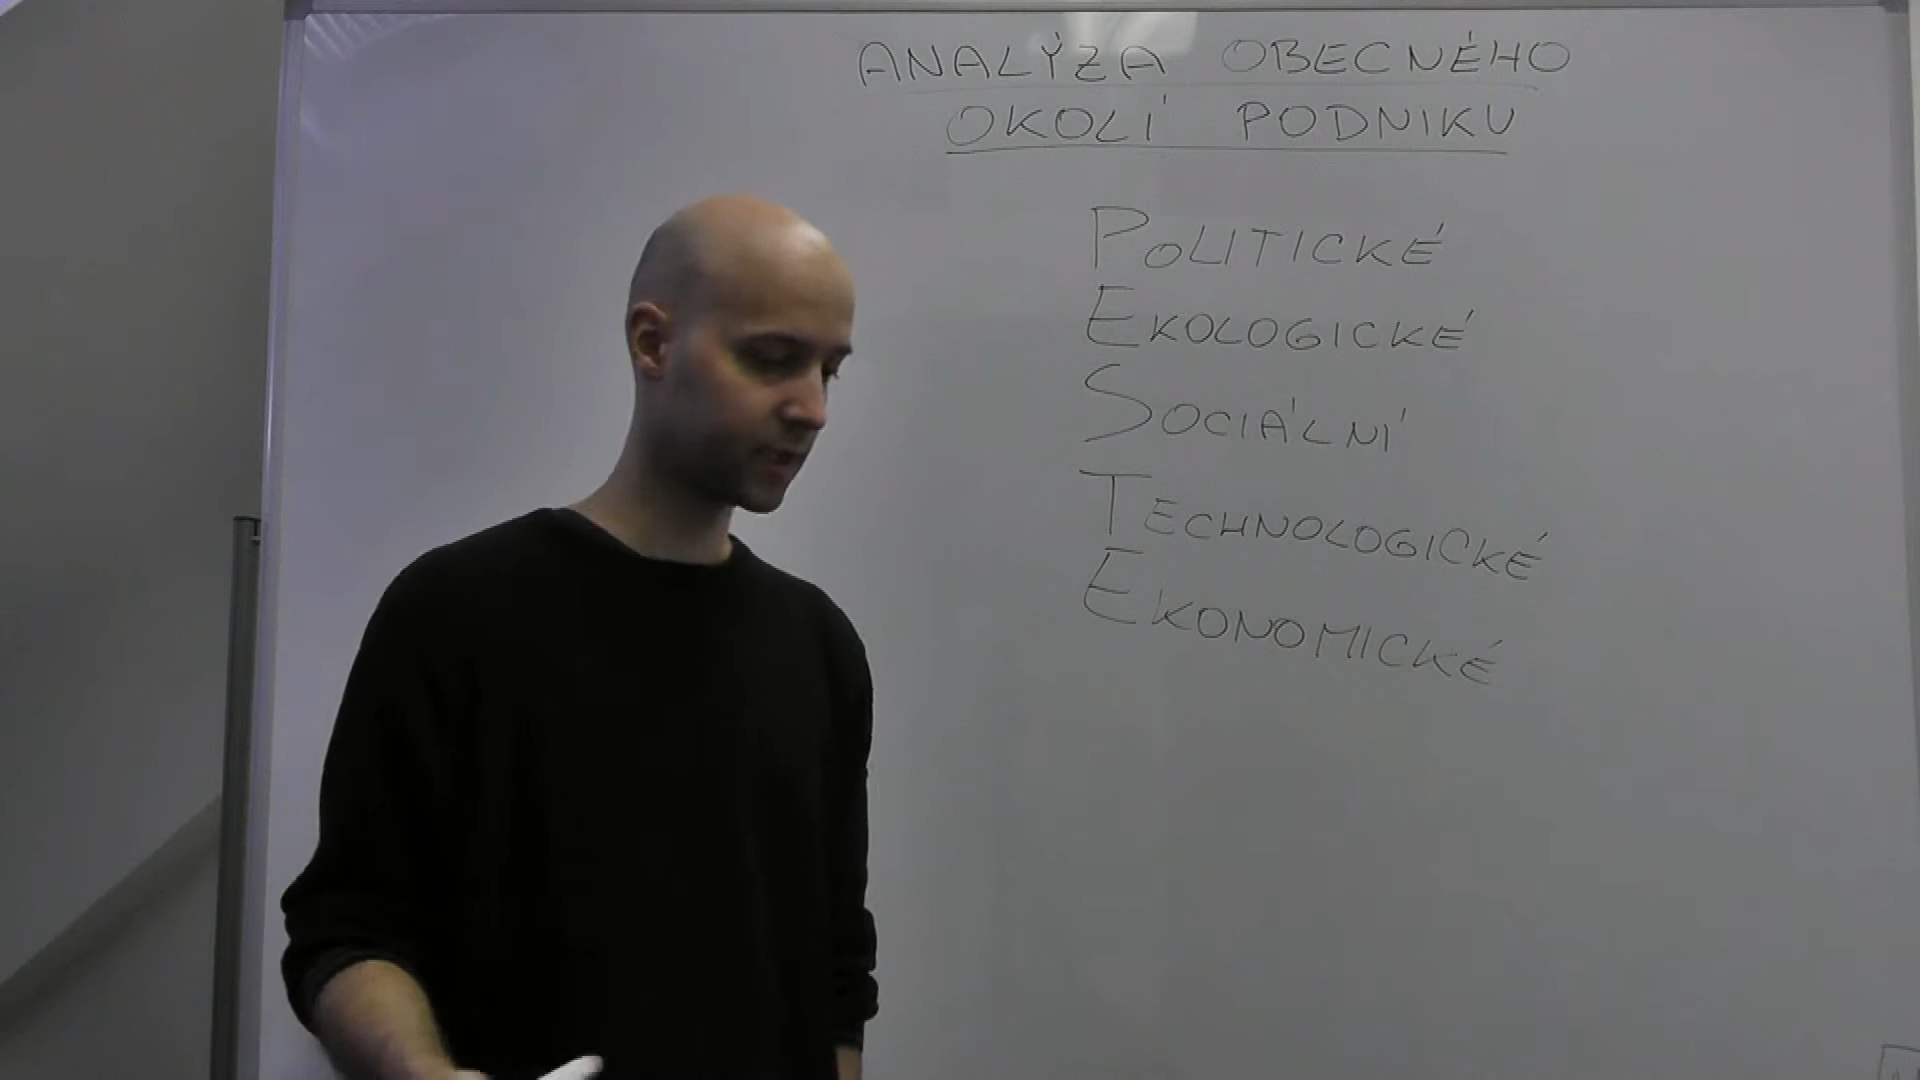 ANALÝZA OBECNÉHO
OKOLÍ PODNIKU
POLITICKÉ
EKOLOGICKÉ
SOCIÁLNÍ
TECHNOLOGICKÉ
EKONOMICKÉ